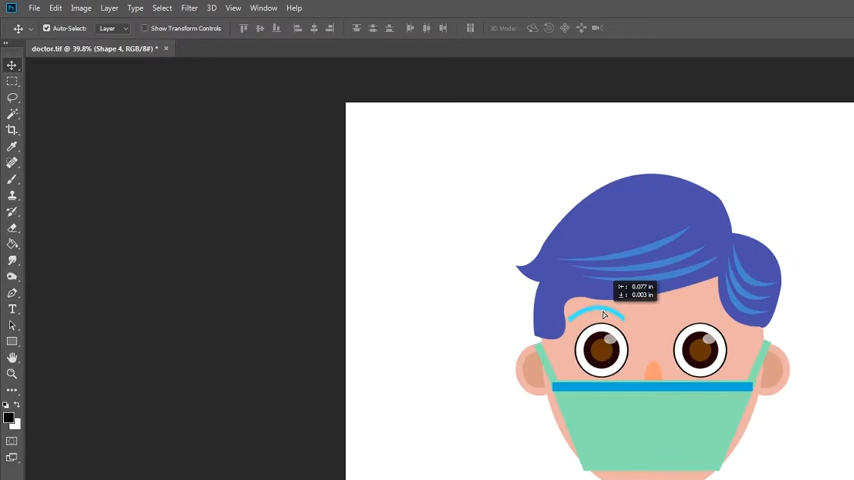 Ps File Edit Image Layer Type Select Filter 3D View Window Help
Auto-Select: Layer Show Transform Controls 3D Mode:
doctor.tif @ 39.8% (Shape 4, RGB/8#) * ×
: 0.077 in
: 0.003 in
T